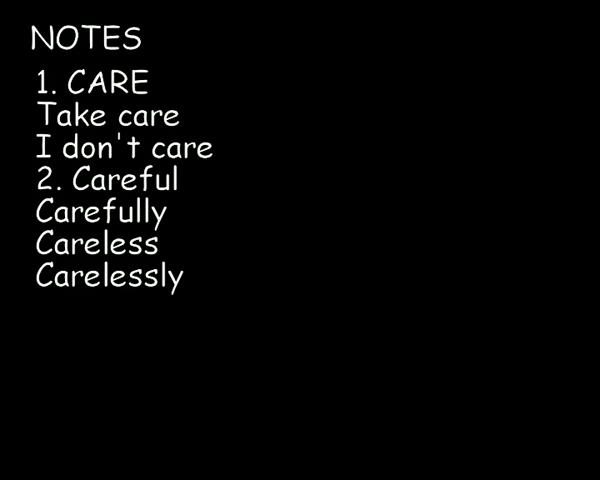 NOTES
1. CARE
Take care
I don't care
2. Careful
Carefully
Careless
Carelessly